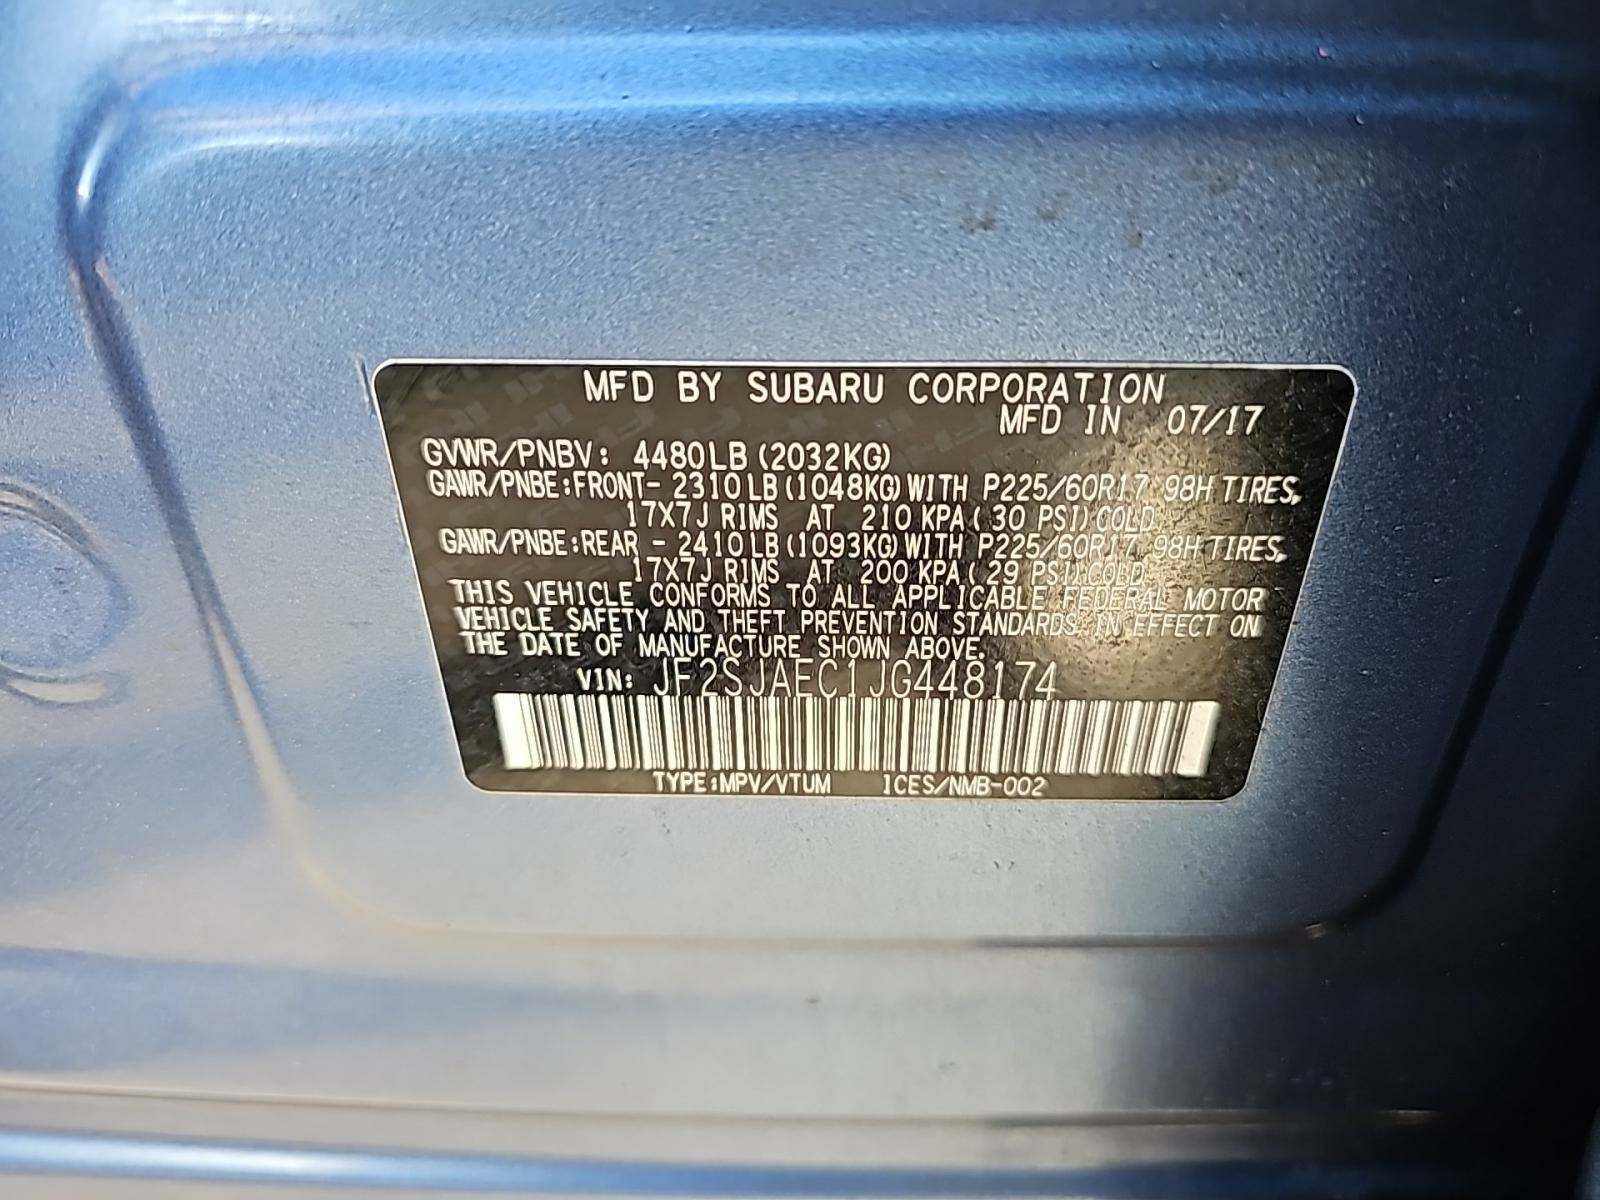 MFD BY SUBARU CORPORATION
MFD IN 07/17
GVWR/PNBV: 4480LB(2032KG)
GAWR/PNBE:FRONT- 2310LB(1048KG)WITH P225/60R17 98H TIRES,
17X7J RIMS AT 210 KPA( 30 PSI)COLD
GAWR/PNBE:REAR - 2410LB(1093KG)WITH P225/60R17 98H TIRES,
17X7J RIMS AT 200 KPA( 29 PSI)COLD
THIS VEHICLE CONFORMS TO ALL APPLICABLE FEDERAL MOTOR
VEHICLE SAFETY AND THEFT PREVENTION STANDARDS IN EFFECT ON
THE DATE OF MANUFACTURE SHOWN ABOVE.
VIN: JF2SJAEC1JG448174
TYPE:MPV/VTUM ICES/NMB-002